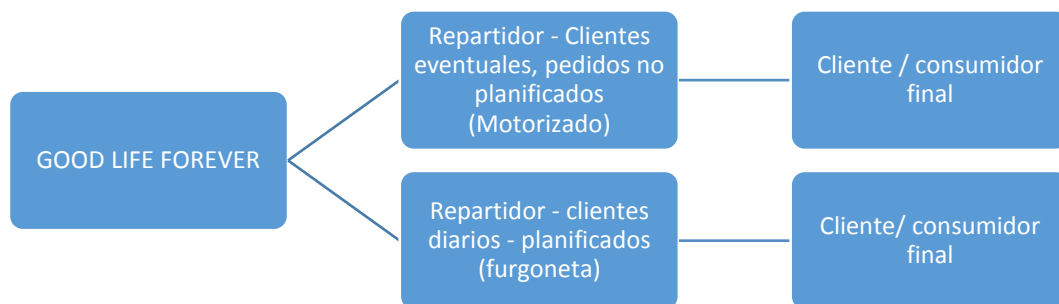 GOOD LIFE FOREVER
Repartidor - Clientes
eventuales, pedidos no
planificados
(Motorizado)
Cliente / consumidor
final
Repartidor - clientes
diarios - planificados
(furgoneta)
Cliente/ consumidor
final